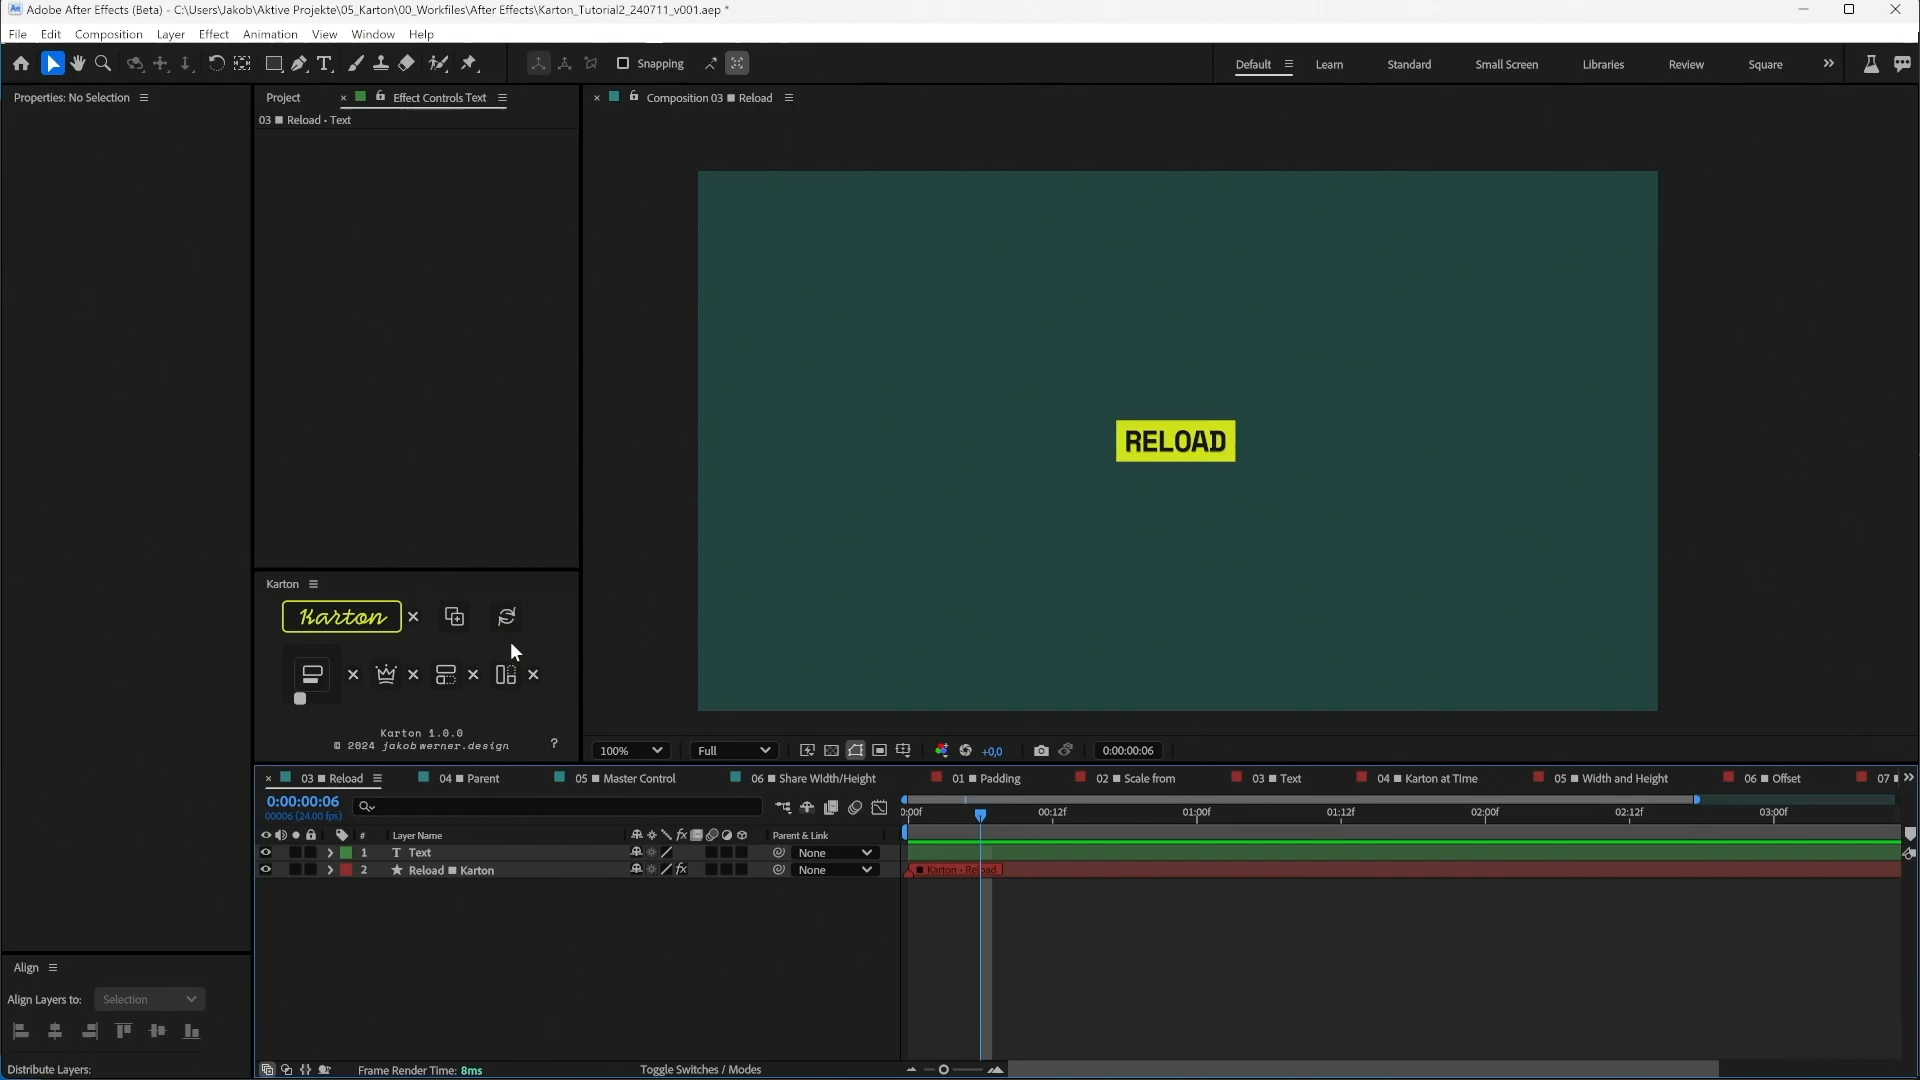 Adobe After Effects (Beta) - C:\Users\Jakob\Aktive Projekte\05_Karton\00_Workfiles\After Effects\Karton_Tutorial2_240711_v001.aep *
File Edit Composition Layer Effect Animation View Window Help
Snapping Default Learn Standard Small Screen Libraries Review Square
Properties: No Selection Project Effect Controls Text Composition 03 ■ Reload
03 ■ Reload • Text
RELOAD
Karton
Karton
Karton 1.0.0
© 2024 jakobwerner.design ?
100% Full +0,0 0:00:00:06
03 ■ Reload 04 ■ Parent 05 ■ Master Control 06 ■ Share Width/Height 01 ■ Padding 02 ■ Scale from 03 ■ Text 04 ■ Karton at Time 05 ■ Width and Height 06 ■ Offset 07
0:00:00:06
00006 (24.00 fps)
00:12f 01:00f 01:12f 02:00f 02:12f 03:00f
# Layer Name Parent & Link
1 T Text None
2 Reload ■ Karton None ■ Karton - Reload
Align
Align Layers to: Selection
Distribute Layers:
Frame Render Time: 8ms Toggle Switches / Modes